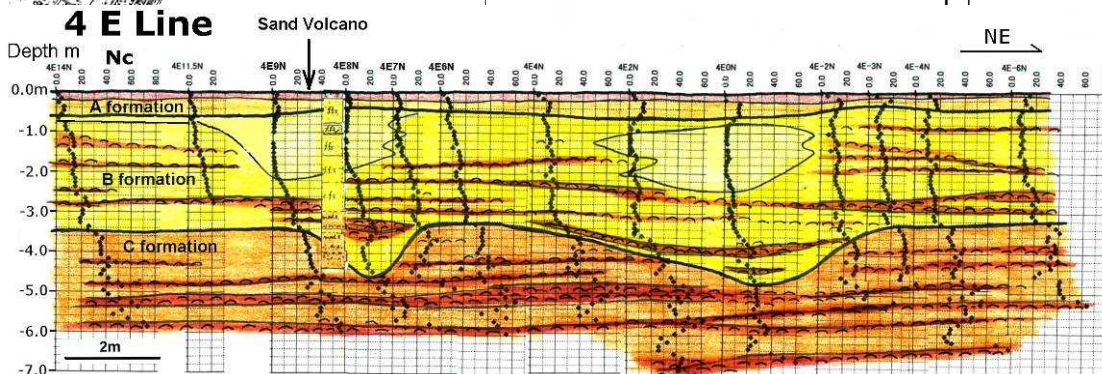 4 E Line
Sand Volcano
NE
Depth m
Nc
4E14N 4E11.5N 4E9N 4E8N 4E7N 4E6N 4E4N 4E2N 4E0N 4E-2N 4E-3N 4E-4N 4E-6N
0.0m
A formation
-1.0
-2.0
B formation
-3.0
C formation
-4.0
-5.0
-6.0
2m
-7.0